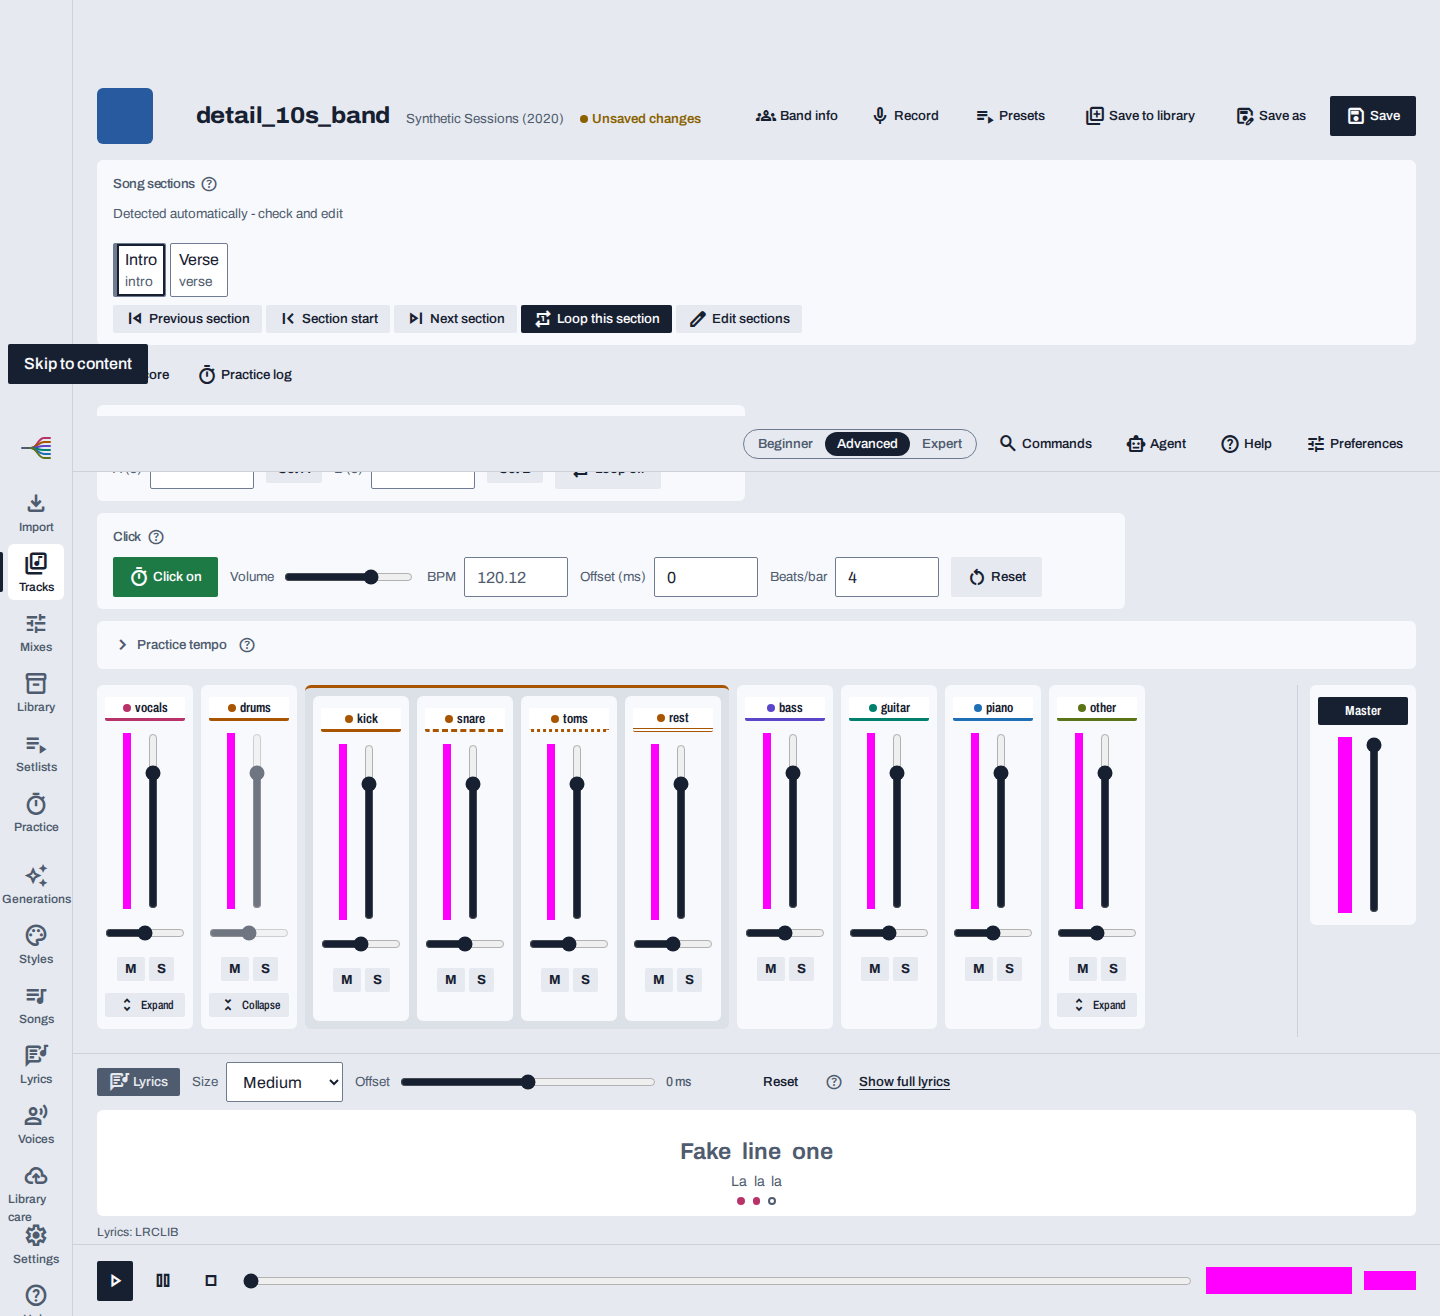 detail_10s_band Synthetic Sessions (2020) Unsaved changes Band info Record Presets Save to library Save as Save
Song sections
Detected automatically - check and edit
Intro Verse
intro verse
Previous section Section start Next section Loop this section Edit sections
Skip to content
Practice log
Beginner Advanced Expert Commands Agent Help Preferences
Import
Tracks
Mixes
Library
Setlists
Practice
Generations
Styles
Songs
Lyrics
Voices
Library
care
Settings
Click
Click on Volume BPM 120.12 Offset (ms) 0 Beats/bar 4 Reset
Practice tempo
vocals drums kick snare toms rest bass guitar piano other Master
M S M S M S M S M S M S M S M S M S M S
Expand Collapse Expand
Lyrics Size Medium Offset 0 ms Reset Show full lyrics
Fake line one
La la la
Lyrics: LRCLIB